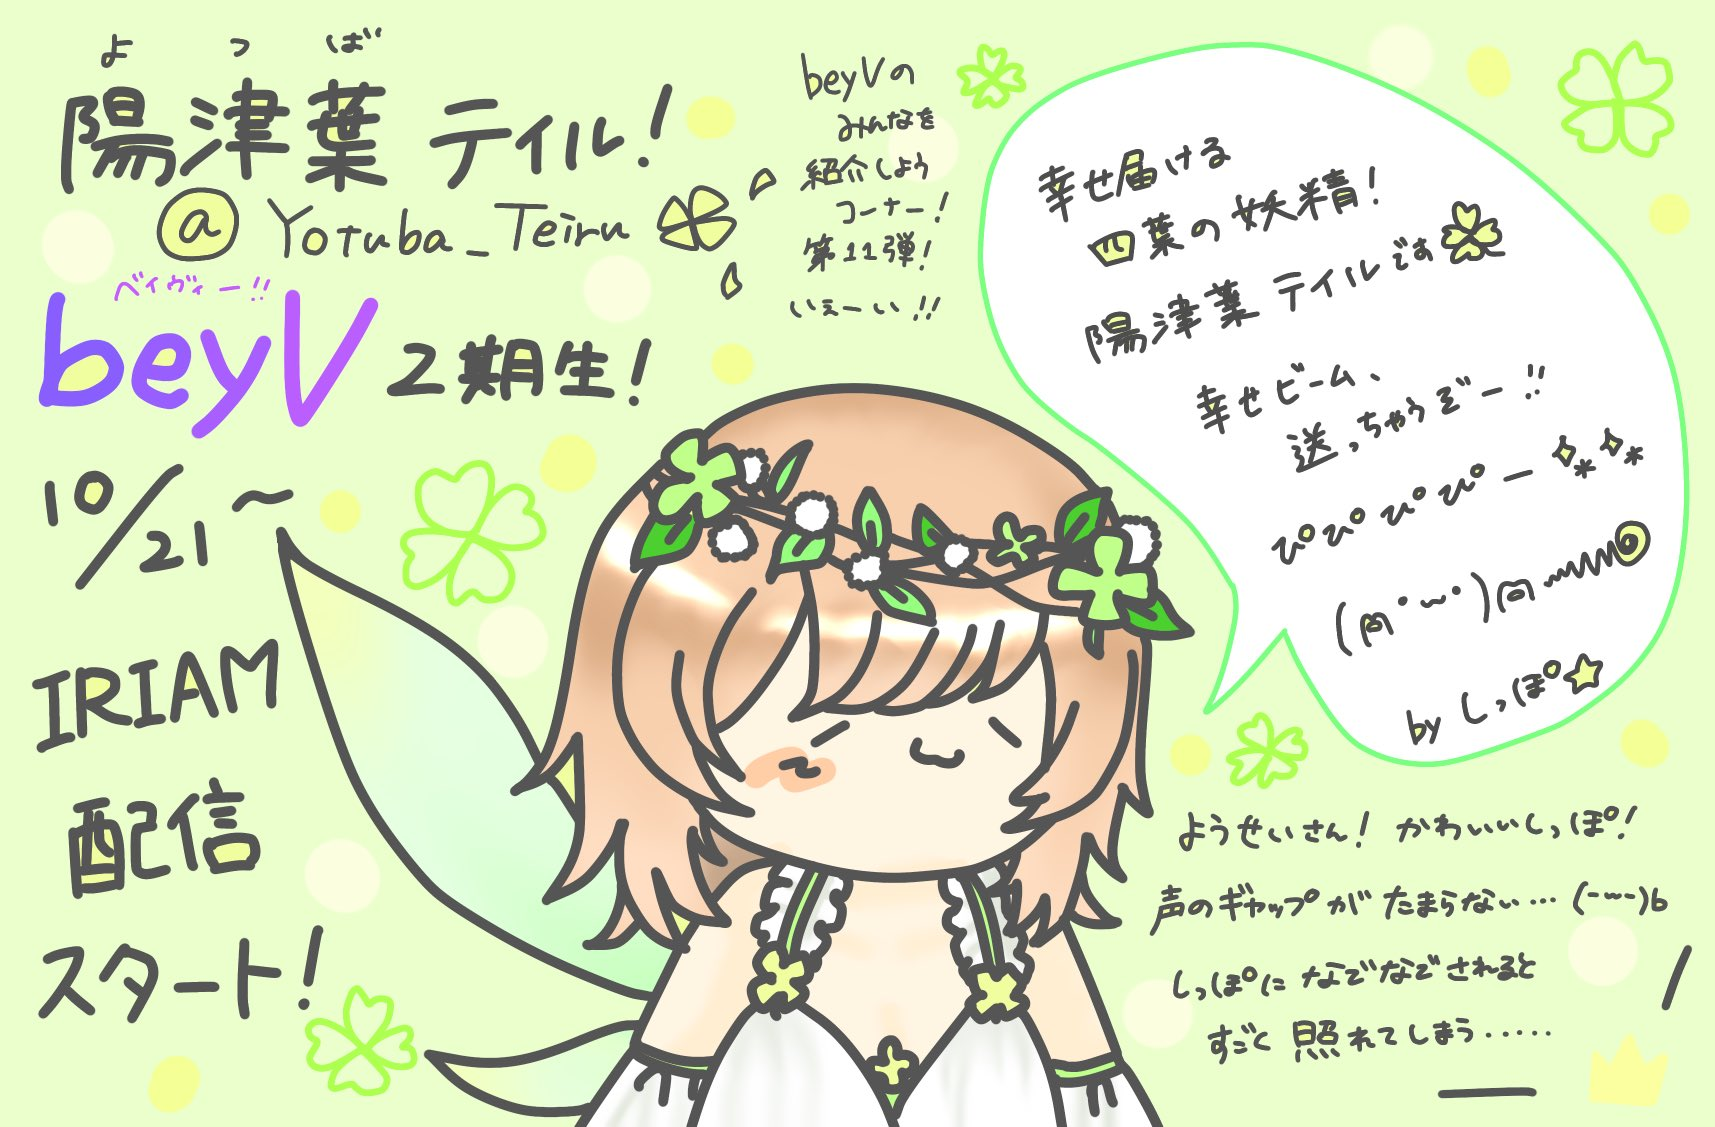 よつば
陽津葉 テイル!
@ Yotuba_Teiru
ベイヴィー!!
beyV 2期生!
10/21~
IRIAM
配信
スタート!
beyVの
みんなを
紹介しよう
コーナー!
第11弾!
いぇーい!!
幸せ届ける
四葉の妖精!
陽津葉 テイルです
幸せビーム、
送っちゃうぞー!!
ぴぴぴぴー
by しっぽ☆
ようせいさん! かわいいしっぽ!
声のギャップが たまらない… (-~-)b
しっぽに なでなでされると
すごく 照れてしまう……